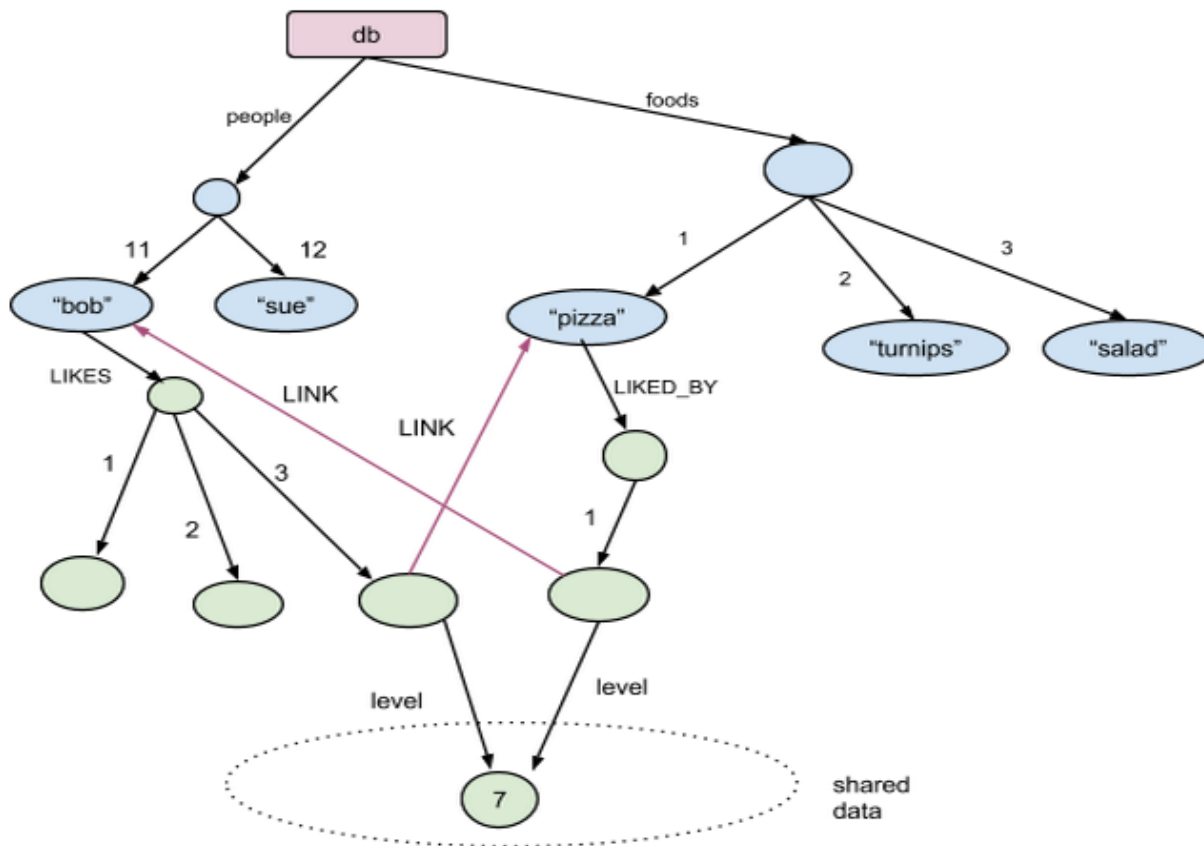 db
foods
people
11
12
1
2
3
“bob”
“sue”
“pizza”
“turnips”
“salad”
LIKES
LINK
LINK
LIKED_BY
1
2
3
1
level
level
7
shared
data